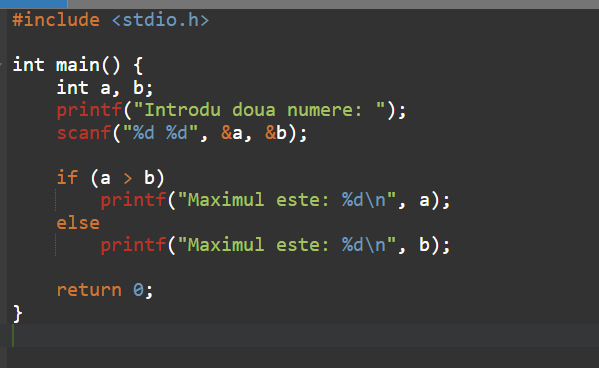 #include <stdio.h>
int main() {
    int a, b;
    printf("Introdu doua numere: ");
    scanf("%d %d", &a, &b);
    if (a > b)
        printf("Maximul este: %d\n", a);
    else
        printf("Maximul este: %d\n", b);
    return 0;
}